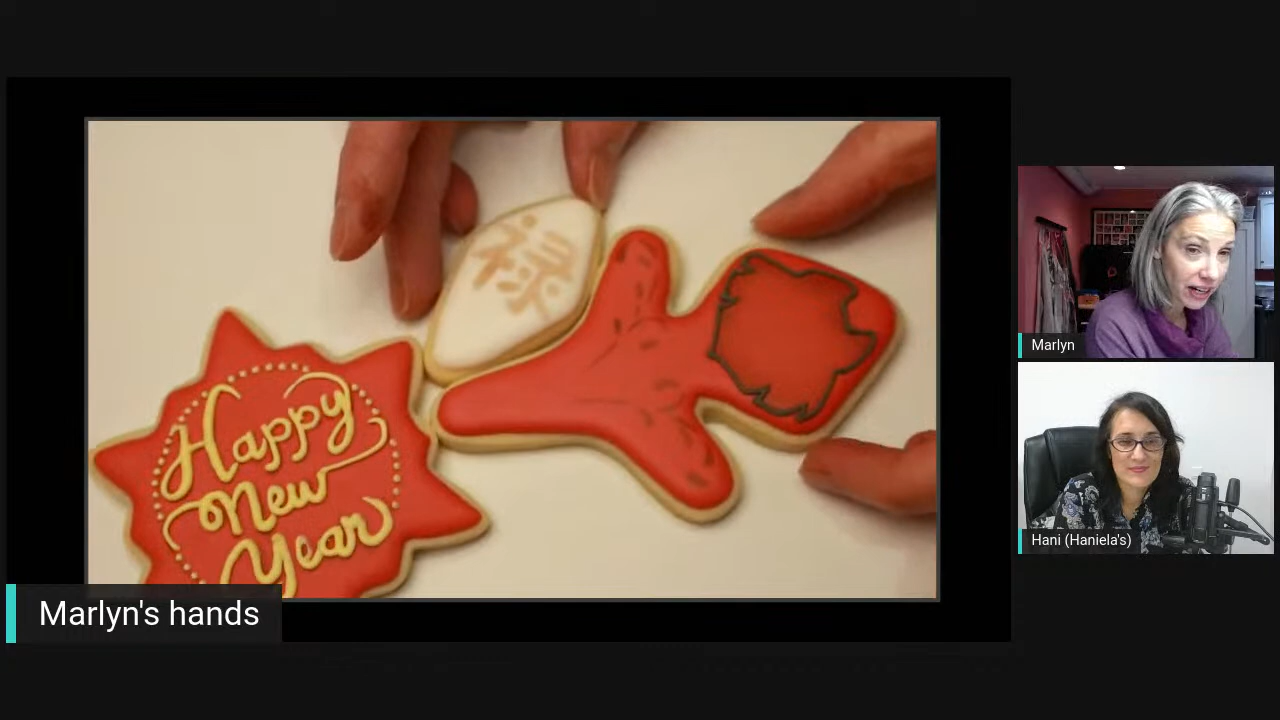 禄
Happy
New
Year
Marlyn's hands
Marlyn
Hani (Haniela's)